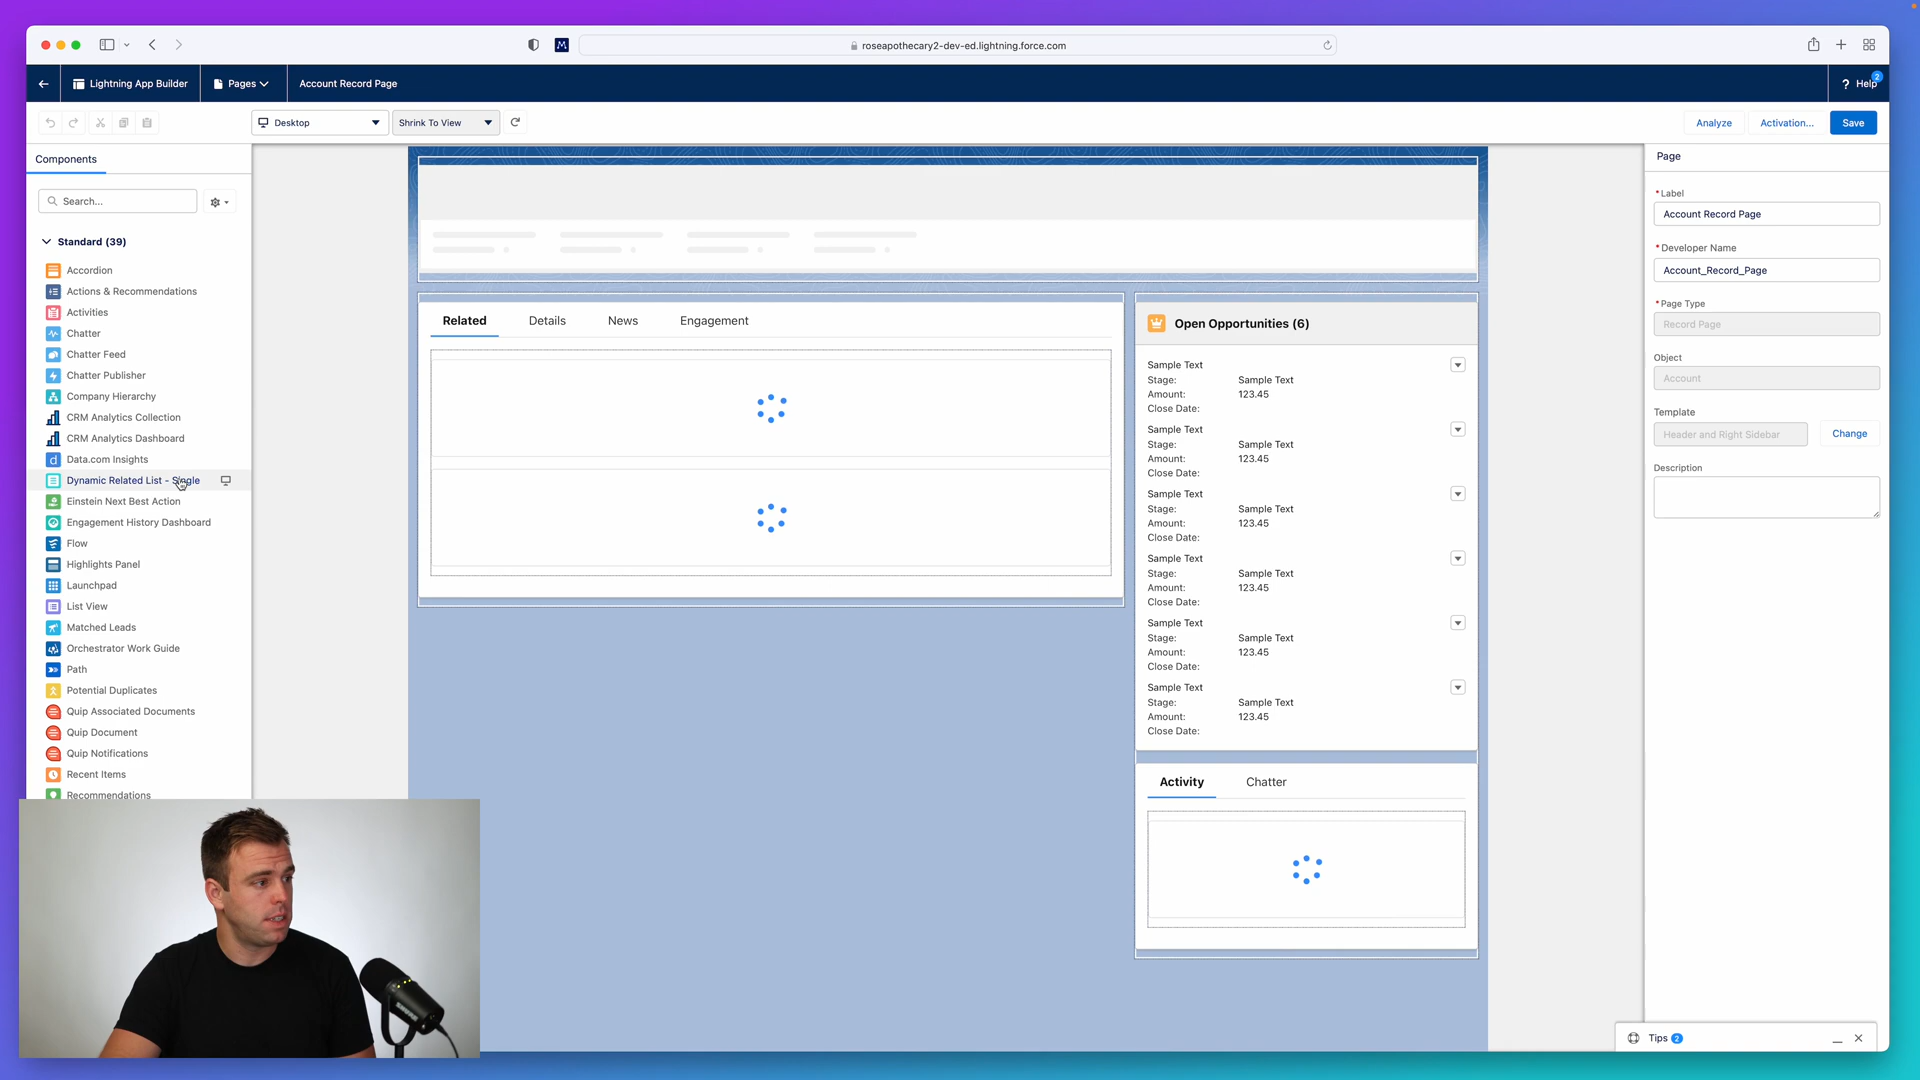 roseapothecary2-dev-ed.lightning.force.com
Lightning App Builder
Pages
Account Record Page
? Help
2
Desktop
Shrink To View
Analyze
Activation...
Save
Components
Search...
Standard (39)
Accordion
Actions & Recommendations
Activities
Chatter
Chatter Feed
Chatter Publisher
Company Hierarchy
CRM Analytics Collection
CRM Analytics Dashboard
Data.com Insights
Dynamic Related List - Single
Einstein Next Best Action
Engagement History Dashboard
Flow
Highlights Panel
Launchpad
List View
Matched Leads
Orchestrator Work Guide
Path
Potential Duplicates
Quip Associated Documents
Quip Document
Quip Notifications
Recent Items
Recommendations
Related
Details
News
Engagement
Open Opportunities (6)
Sample Text
Stage: Sample Text
Amount: 123.45
Close Date:
Sample Text
Stage: Sample Text
Amount: 123.45
Close Date:
Sample Text
Stage: Sample Text
Amount: 123.45
Close Date:
Sample Text
Stage: Sample Text
Amount: 123.45
Close Date:
Sample Text
Stage: Sample Text
Amount: 123.45
Close Date:
Sample Text
Stage: Sample Text
Amount: 123.45
Close Date:
Activity
Chatter
Page
* Label
Account Record Page
* Developer Name
Account_Record_Page
* Page Type
Record Page
Object
Account
Template
Header and Right Sidebar
Change
Description
Tips 2